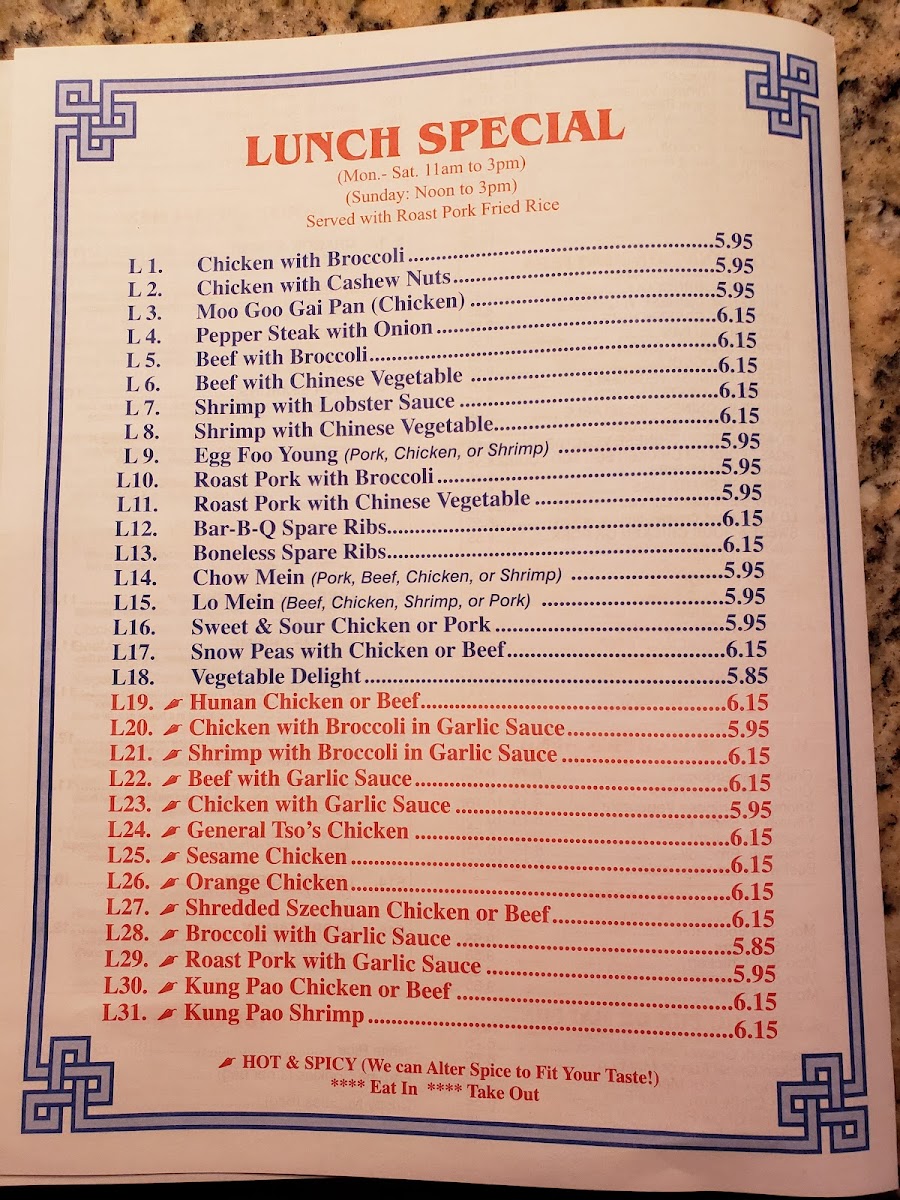 LUNCH SPECIAL
(Mon.- Sat. 11am to 3pm)
(Sunday: Noon to 3pm)
Served with Roast Pork Fried Rice
L 1. Chicken with Broccoli 5.95
L 2. Chicken with Cashew Nuts 5.95
L 3. Moo Goo Gai Pan (Chicken) 5.95
L 4. Pepper Steak with Onion 6.15
L 5. Beef with Broccoli 6.15
L 6. Beef with Chinese Vegetable 6.15
L 7. Shrimp with Lobster Sauce 6.15
L 8. Shrimp with Chinese Vegetable 6.15
L 9. Egg Foo Young (Pork, Chicken, or Shrimp) 5.95
L10. Roast Pork with Broccoli 5.95
L11. Roast Pork with Chinese Vegetable 5.95
L12. Bar-B-Q Spare Ribs 6.15
L13. Boneless Spare Ribs 6.15
L14. Chow Mein (Pork, Beef, Chicken, or Shrimp) 5.95
L15. Lo Mein (Beef, Chicken, Shrimp, or Pork) 5.95
L16. Sweet & Sour Chicken or Pork 5.95
L17. Snow Peas with Chicken or Beef 6.15
L18. Vegetable Delight 5.85
L19. Hunan Chicken or Beef 6.15
L20. Chicken with Broccoli in Garlic Sauce 5.95
L21. Shrimp with Broccoli in Garlic Sauce 6.15
L22. Beef with Garlic Sauce 6.15
L23. Chicken with Garlic Sauce 5.95
L24. General Tso's Chicken 6.15
L25. Sesame Chicken 6.15
L26. Orange Chicken 6.15
L27. Shredded Szechuan Chicken or Beef 6.15
L28. Broccoli with Garlic Sauce 5.85
L29. Roast Pork with Garlic Sauce 5.95
L30. Kung Pao Chicken or Beef 6.15
L31. Kung Pao Shrimp 6.15
HOT & SPICY (We can Alter Spice to Fit Your Taste!)
**** Eat In **** Take Out